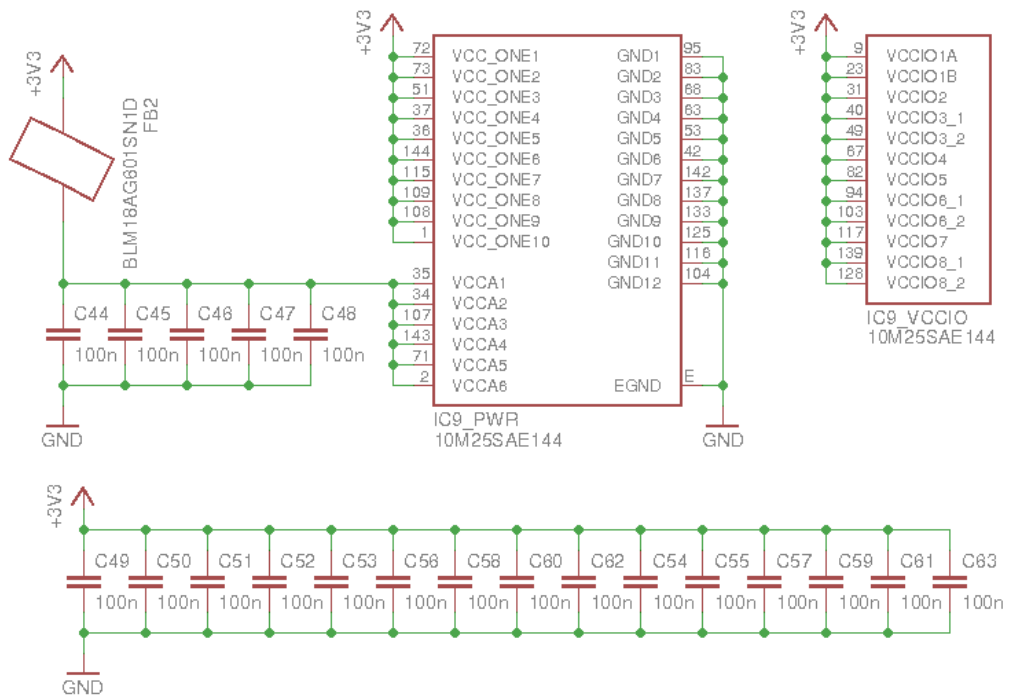 +3V3
BLM18AG601SN1D
FB2
C44 C45 C46 C47 C48
100n 100n 100n 100n 100n
GND
+3V3
72 VCC_ONE1 GND1 95
73 VCC_ONE2 GND2 83
51 VCC_ONE3 GND3 68
37 VCC_ONE4 GND4 63
36 VCC_ONE5 GND5 53
144 VCC_ONE6 GND6 42
115 VCC_ONE7 GND7 142
109 VCC_ONE8 GND8 137
108 VCC_ONE9 GND9 133
1 VCC_ONE10 GND10 125
GND11 116
35 VCCA1 GND12 104
34 VCCA2
107 VCCA3
143 VCCA4
71 VCCA5
2 VCCA6 EGND E
IC9_PWR
10M25SAE144
GND
+3V3
9 VCCIO1A
23 VCCIO1B
31 VCCIO2
40 VCCIO3_1
49 VCCIO3_2
67 VCCIO4
82 VCCIO5
94 VCCIO6_1
103 VCCIO6_2
117 VCCIO7
139 VCCIO8_1
128 VCCIO8_2
IC9_VCCIO
10M25SAE144
+3V3
C49 C50 C51 C52 C53 C56 C58 C60 C62 C54 C55 C57 C59 C61 C63
100n 100n 100n 100n 100n 100n 100n 100n 100n 100n 100n 100n 100n 100n 100n
GND